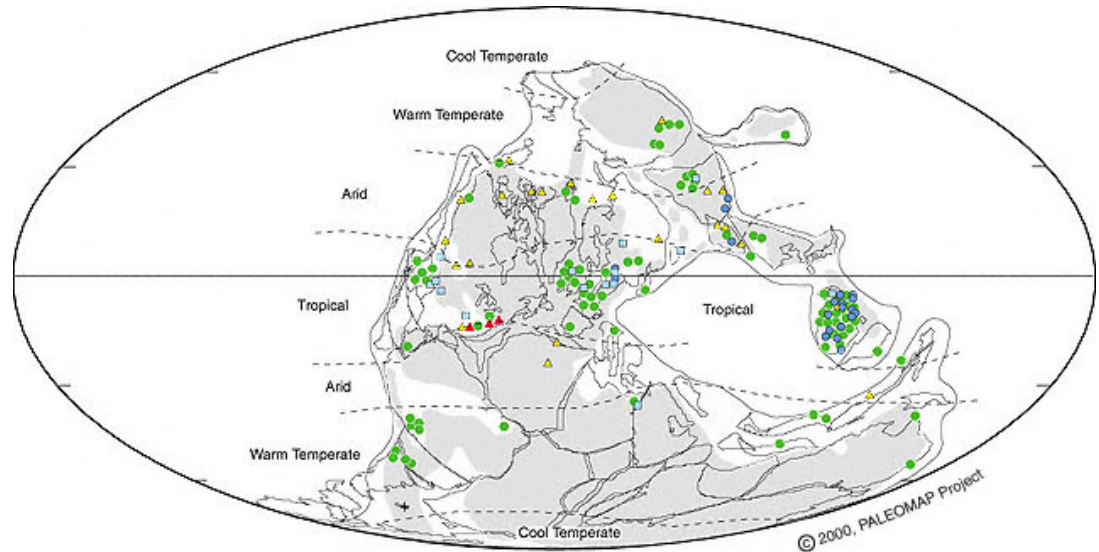 Cool Temperate
Warm Temperate
Arid
Tropical
Tropical
Arid
Warm Temperate
Cool Temperate
© 2000, PALEOMAP Project